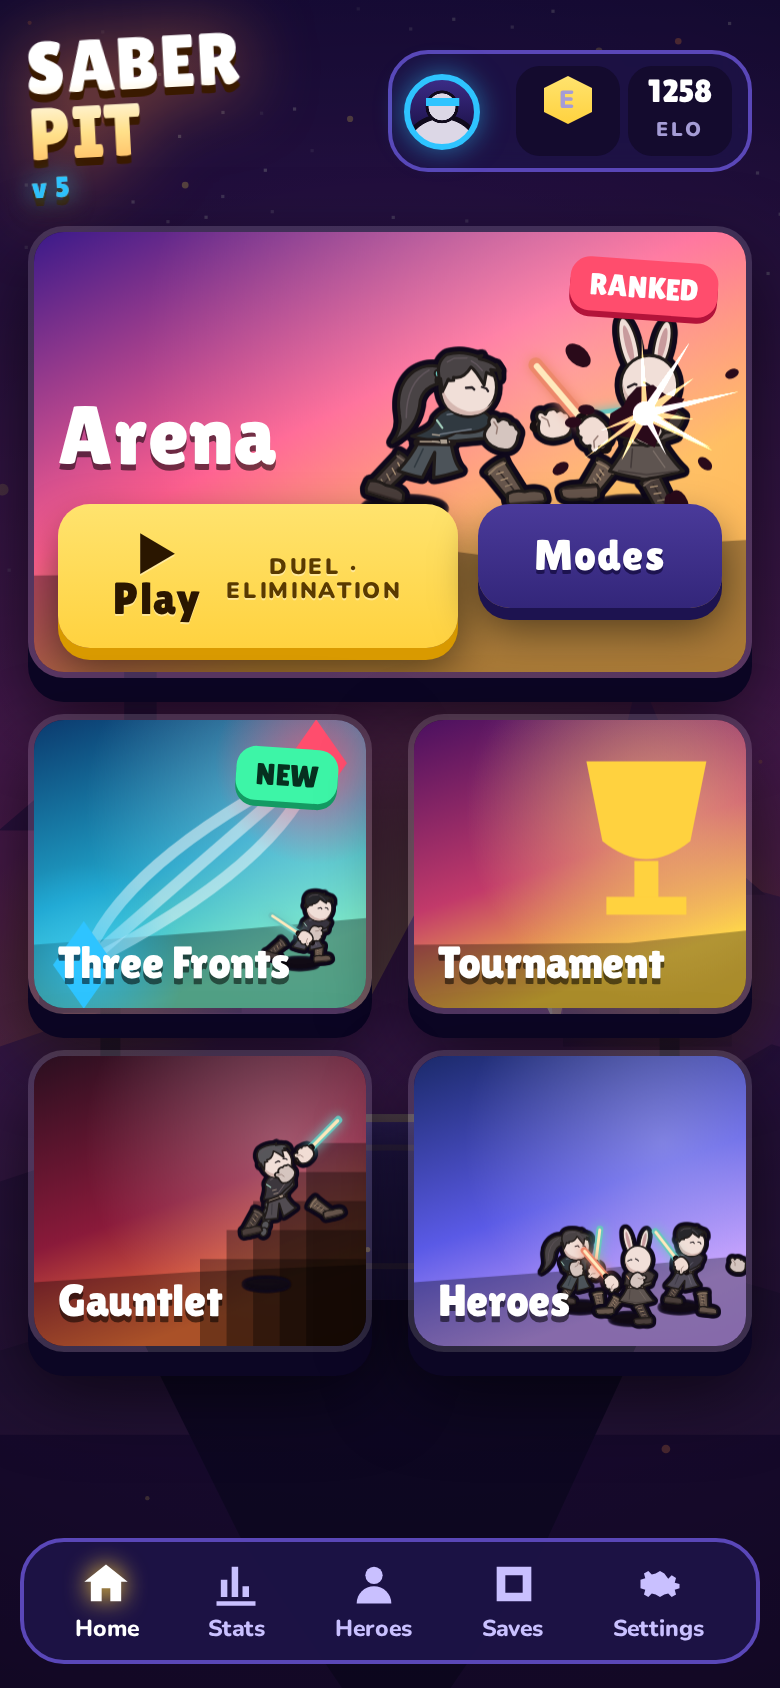 SABER
PIT
v 5
E
1258
ELO
RANKED
Arena
Play
DUEL ·
ELIMINATION
Modes
NEW
Three Fronts
Tournament
Gauntlet
Heroes
Home
Stats
Heroes
Saves
Settings